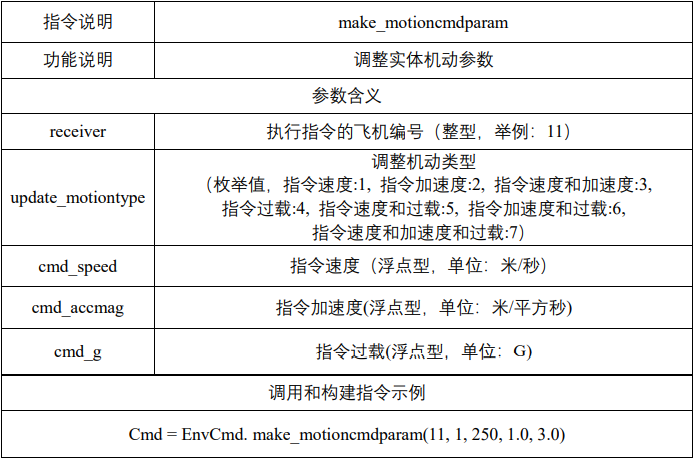 指令说明 make_motioncmdparam
功能说明 调整实体机动参数
参数含义
receiver 执行指令的飞机编号（整型，举例：11）
调整机动类型
（枚举值，指令速度:1, 指令加速度:2, 指令速度和加速度:3,
update_motiontype
指令过载:4, 指令速度和过载:5, 指令加速度和过载:6,
指令速度和加速度和过载:7）
cmd_speed 指令速度（浮点型，单位：米/秒）
cmd_accmag 指令加速度(浮点型，单位：米/平方秒)
cmd_g 指令过载(浮点型，单位：G)
调用和构建指令示例
Cmd = EnvCmd. make_motioncmdparam(11, 1, 250, 1.0, 3.0)